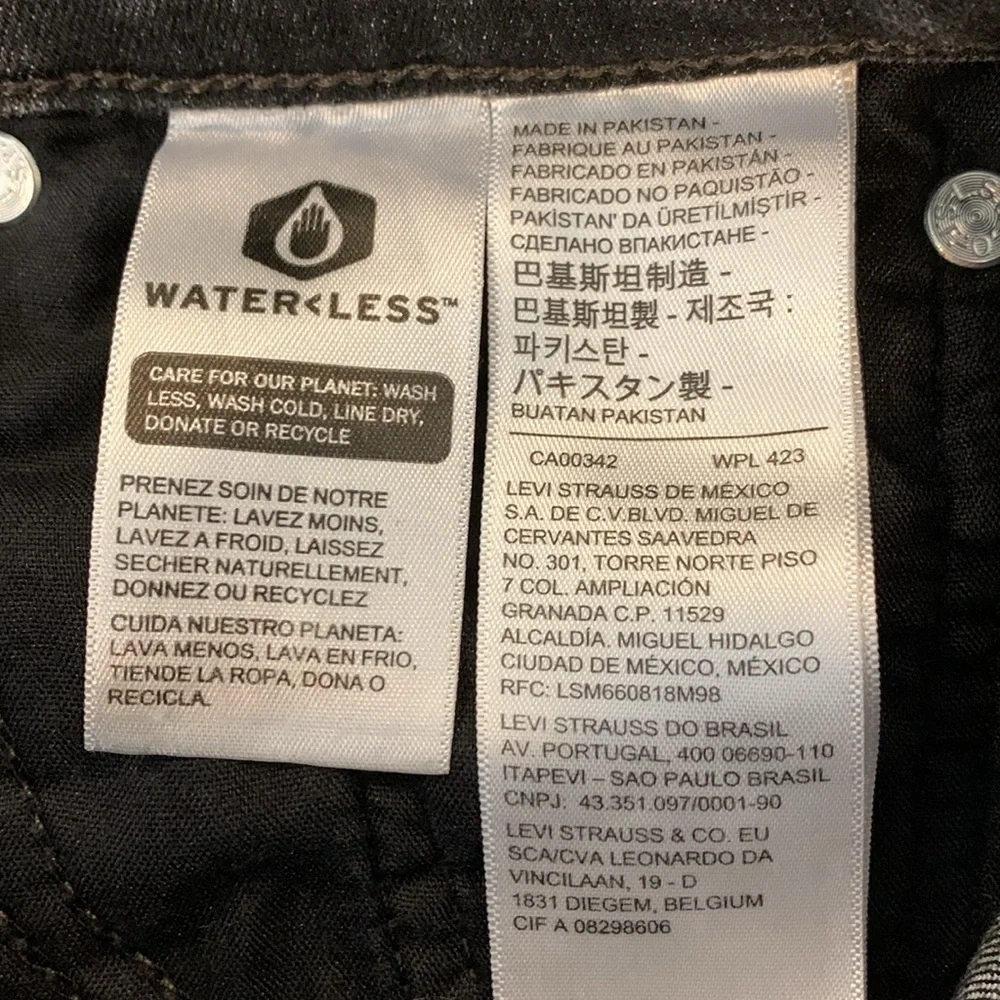 WATER<LESS™
CARE FOR OUR PLANET: WASH
LESS, WASH COLD, LINE DRY,
DONATE OR RECYCLE
PRENEZ SOIN DE NOTRE
PLANETE: LAVEZ MOINS,
LAVEZ A FROID, LAISSEZ
SECHER NATURELLEMENT,
DONNEZ OU RECYCLEZ
CUIDA NUESTRO PLANETA:
LAVA MENOS, LAVA EN FRIO,
TIENDE LA ROPA, DONA O
RECICLA.
MADE IN PAKISTAN -
FABRIQUE AU PAKISTAN -
FABRICADO EN PAKISTÁN -
FABRICADO NO PAQUISTÃO -
PAKİSTAN' DA ÜRETİLMİŞTİR -
СДЕЛАНО ВПАКИСТАНЕ -
巴基斯坦制造 -
巴基斯坦製 - 제조국 :
파키스탄 -
パキスタン製 -
BUATAN PAKISTAN
CA00342 WPL 423
LEVI STRAUSS DE MÉXICO
S.A. DE C.V.BLVD. MIGUEL DE
CERVANTES SAAVEDRA
NO. 301, TORRE NORTE PISO
7 COL. AMPLIACIÓN
GRANADA C.P. 11529
ALCALDÍA. MIGUEL HIDALGO
CIUDAD DE MÉXICO, MÉXICO
RFC: LSM660818M98
LEVI STRAUSS DO BRASIL
AV. PORTUGAL, 400 06690-110
ITAPEVI – SAO PAULO BRASIL
CNPJ: 43.351.097/0001-90
LEVI STRAUSS & CO. EU
SCA/CVA LEONARDO DA
VINCILAAN, 19 - D
1831 DIEGEM, BELGIUM
CIF A 08298606